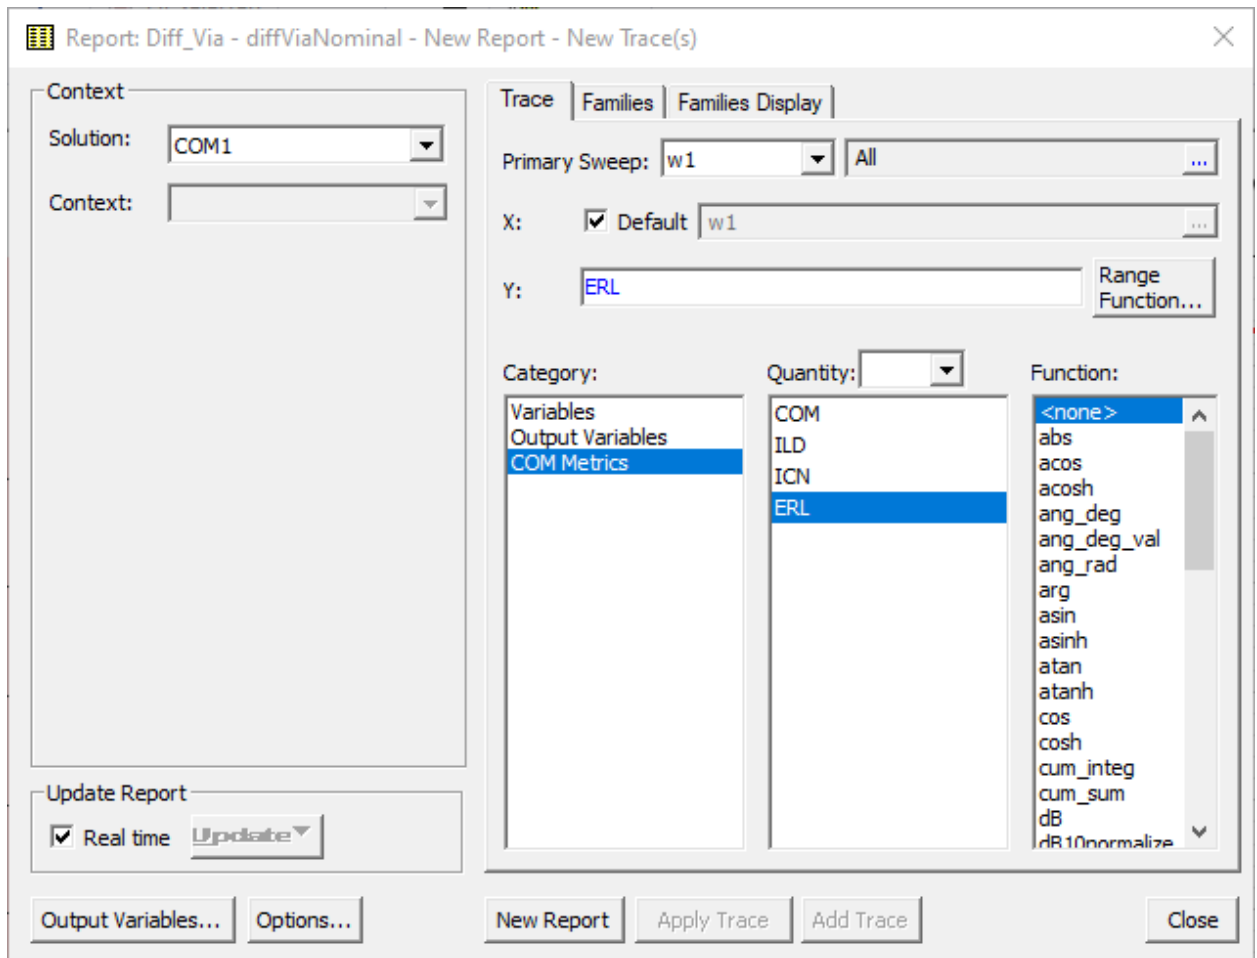 Report: Diff_Via - diffViaNominal - New Report - New Trace(s)
Context
Solution: COM1
Context:
Update Report
Real time Update
Output Variables... Options...
Trace Families Families Display
Primary Sweep: w1 All ...
X: Default w1 ...
Y: ERL Range Function...
Category:
Variables
Output Variables
COM Metrics
Quantity:
COM
ILD
ICN
ERL
Function:
<none>
abs
acos
acosh
ang_deg
ang_deg_val
ang_rad
arg
asin
asinh
atan
atanh
cos
cosh
cum_integ
cum_sum
dB
dB10normalize
New Report Apply Trace Add Trace Close